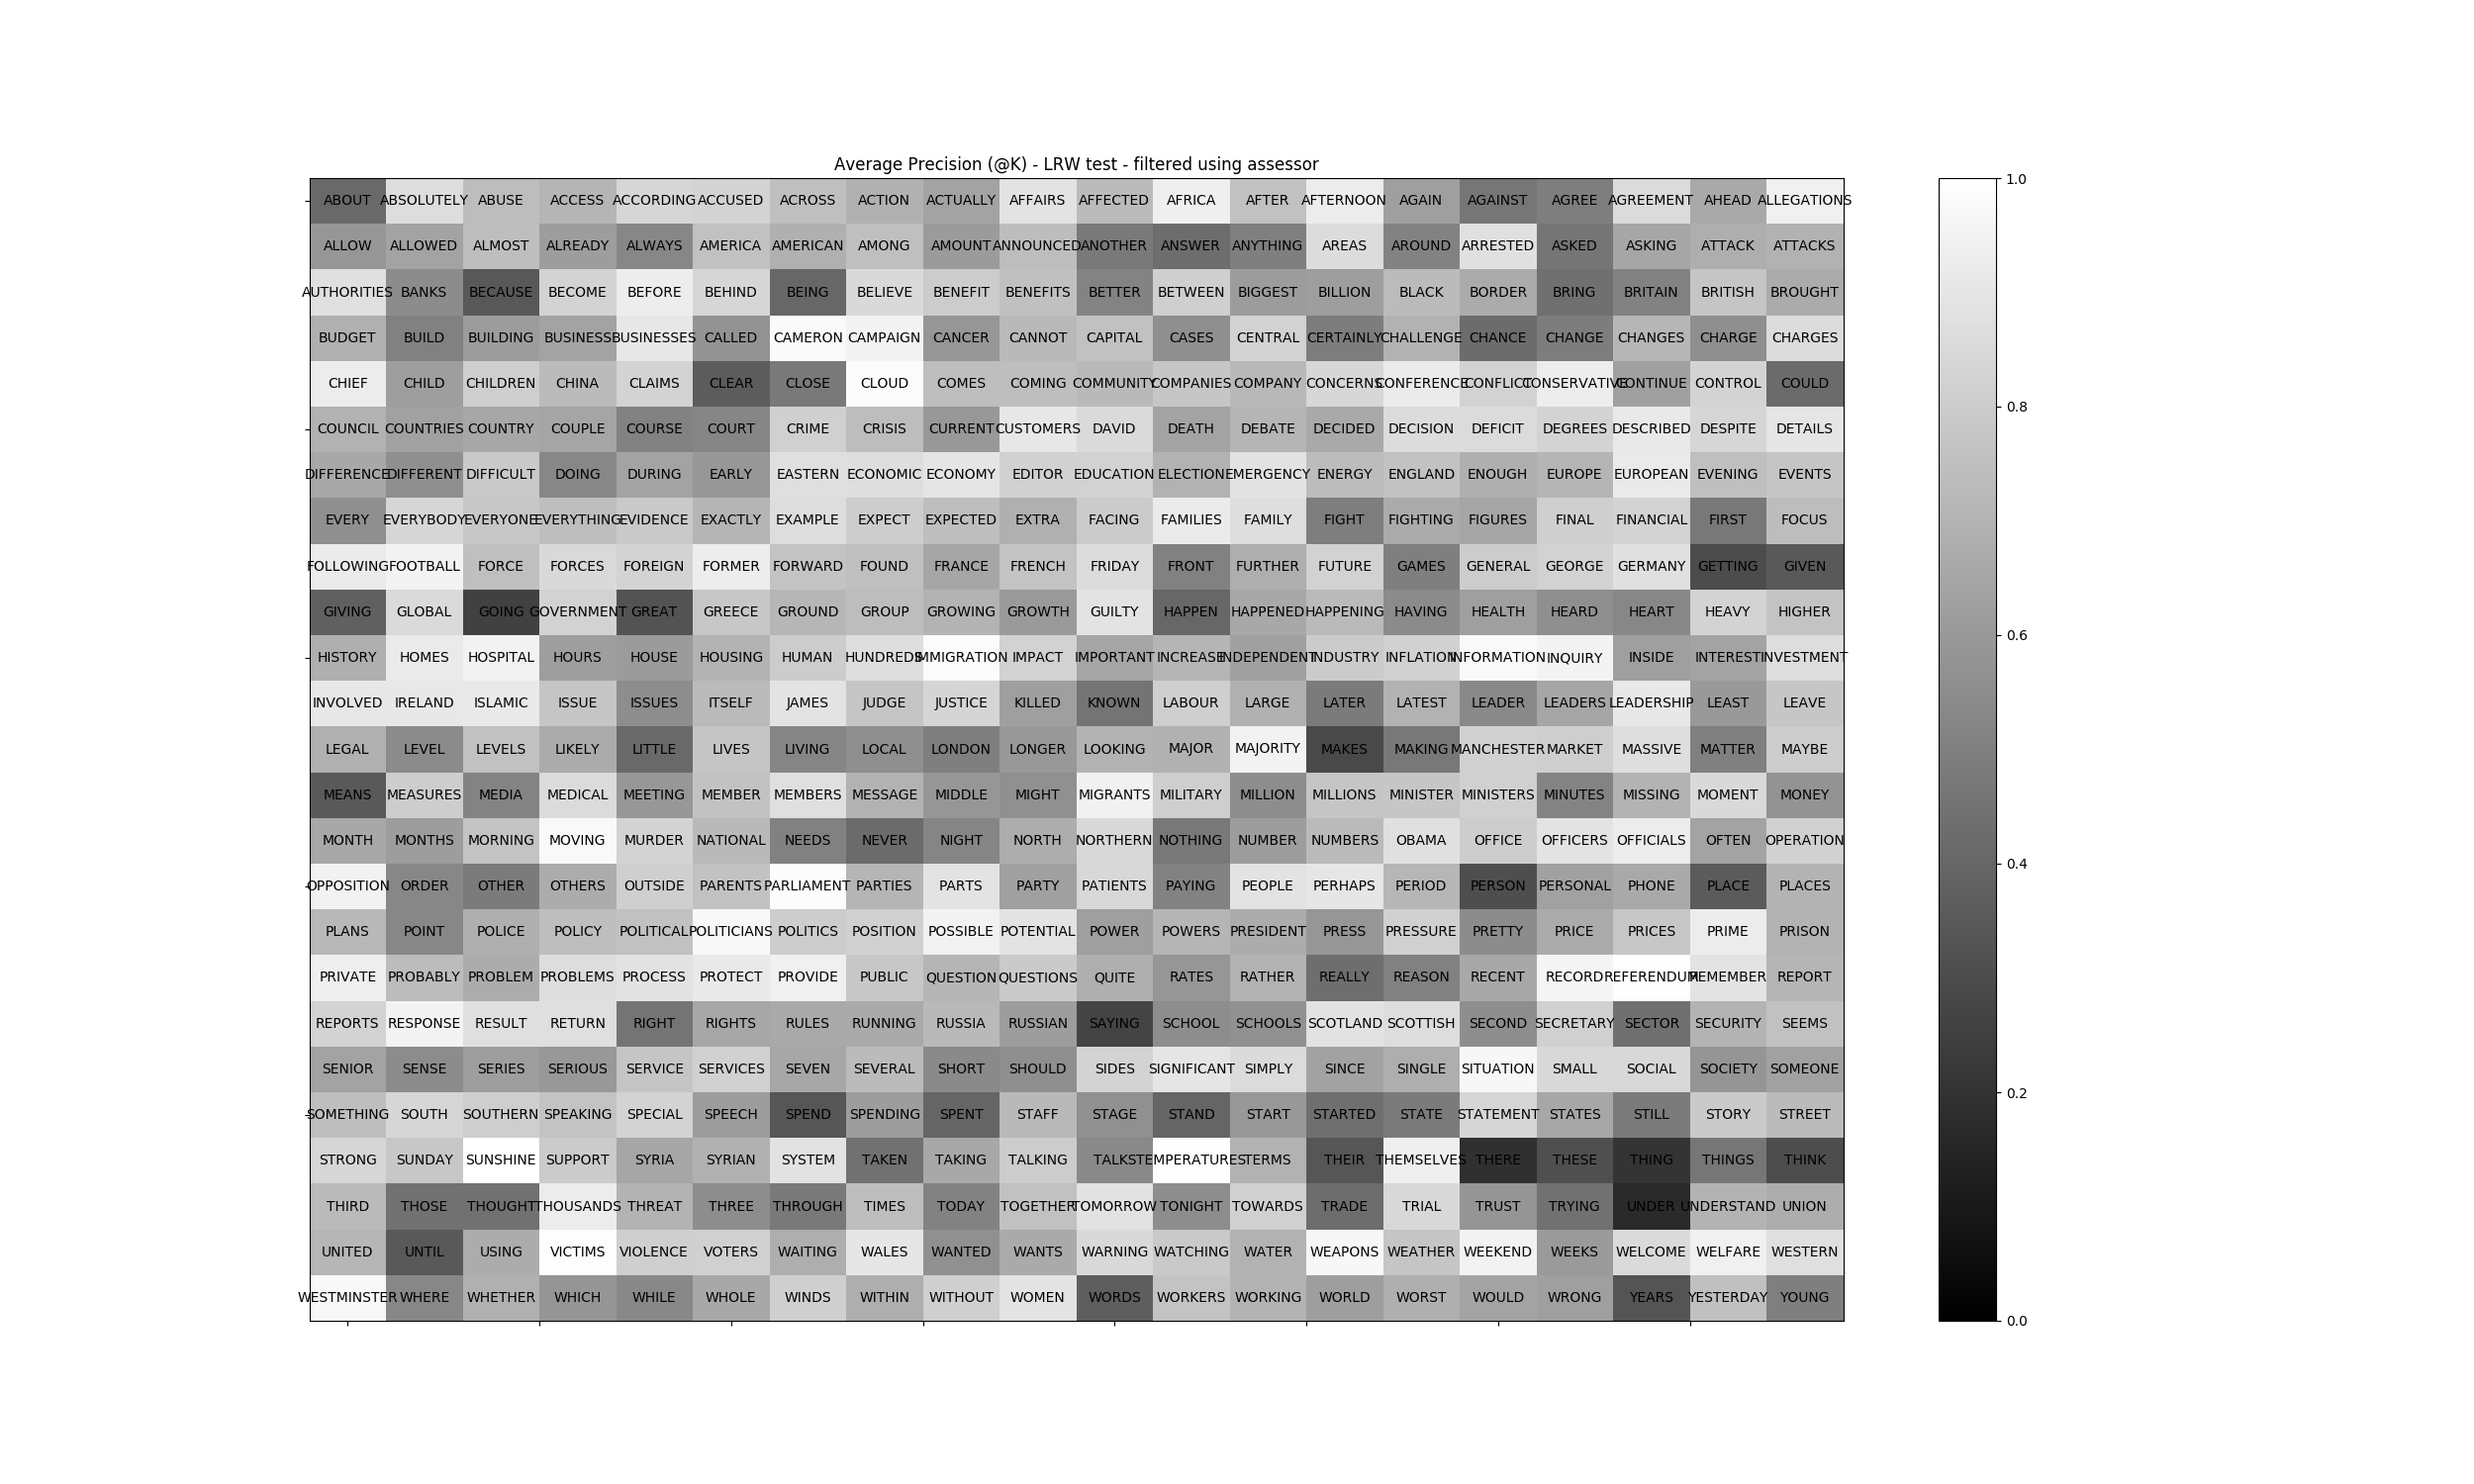 Average Precision (@K) - LRW test - filtered using assessor
ABOUT ABSOLUTELY ABUSE ACCESS ACCORDING ACCUSED ACROSS ACTION ACTUALLY AFFAIRS AFFECTED AFRICA AFTER AFTERNOON AGAIN AGAINST AGREE AGREEMENT AHEAD ALLEGATIONS 1.0
ALLOW ALLOWED ALMOST ALREADY ALWAYS AMERICA AMERICAN AMONG AMOUNT ANNOUNCED ANOTHER ANSWER ANYTHING AREAS AROUND ARRESTED ASKED ASKING ATTACK ATTACKS
AUTHORITIES BANKS BECAUSE BECOME BEFORE BEHIND BEING BELIEVE BENEFIT BENEFITS BETTER BETWEEN BIGGEST BILLION BLACK BORDER BRING BRITAIN BRITISH BROUGHT
BUDGET BUILD BUILDING BUSINESS BUSINESSES CALLED CAMERON CAMPAIGN CANCER CANNOT CAPITAL CASES CENTRAL CERTAINLY CHALLENGE CHANCE CHANGE CHANGES CHARGE CHARGES
CHIEF CHILD CHILDREN CHINA CLAIMS CLEAR CLOSE CLOUD COMES COMING COMMUNITY COMPANIES COMPANY CONCERNS CONFERENCE CONFLICT CONSERVATIVE CONTINUE CONTROL COULD 0.8
COUNCIL COUNTRIES COUNTRY COUPLE COURSE COURT CRIME CRISIS CURRENT CUSTOMERS DAVID DEATH DEBATE DECIDED DECISION DEFICIT DEGREES DESCRIBED DESPITE DETAILS
DIFFERENCE DIFFERENT DIFFICULT DOING DURING EARLY EASTERN ECONOMIC ECONOMY EDITOR EDUCATION ELECTION EMERGENCY ENERGY ENGLAND ENOUGH EUROPE EUROPEAN EVENING EVENTS
EVERY EVERYBODY EVERYONE EVERYTHING EVIDENCE EXACTLY EXAMPLE EXPECT EXPECTED EXTRA FACING FAMILIES FAMILY FIGHT FIGHTING FIGURES FINAL FINANCIAL FIRST FOCUS
FOLLOWING FOOTBALL FORCE FORCES FOREIGN FORMER FORWARD FOUND FRANCE FRENCH FRIDAY FRONT FURTHER FUTURE GAMES GENERAL GEORGE GERMANY GETTING GIVEN
GIVING GLOBAL GOING GOVERNMENT GREAT GREECE GROUND GROUP GROWING GROWTH GUILTY HAPPEN HAPPENED HAPPENING HAVING HEALTH HEARD HEART HEAVY HIGHER 0.6
HISTORY HOMES HOSPITAL HOURS HOUSE HOUSING HUMAN HUNDREDS IMMIGRATION IMPACT IMPORTANT INCREASE INDEPENDENT INDUSTRY INFLATION INFORMATION INQUIRY INSIDE INTEREST INVESTMENT
INVOLVED IRELAND ISLAMIC ISSUE ISSUES ITSELF JAMES JUDGE JUSTICE KILLED KNOWN LABOUR LARGE LATER LATEST LEADER LEADERS LEADERSHIP LEAST LEAVE
LEGAL LEVEL LEVELS LIKELY LITTLE LIVES LIVING LOCAL LONDON LONGER LOOKING MAJOR MAJORITY MAKES MAKING MANCHESTER MARKET MASSIVE MATTER MAYBE
MEANS MEASURES MEDIA MEDICAL MEETING MEMBER MEMBERS MESSAGE MIDDLE MIGHT MIGRANTS MILITARY MILLION MILLIONS MINISTER MINISTERS MINUTES MISSING MOMENT MONEY
MONTH MONTHS MORNING MOVING MURDER NATIONAL NEEDS NEVER NIGHT NORTH NORTHERN NOTHING NUMBER NUMBERS OBAMA OFFICE OFFICERS OFFICIALS OFTEN OPERATION 0.4
OPPOSITION ORDER OTHER OTHERS OUTSIDE PARENTS PARLIAMENT PARTIES PARTS PARTY PATIENTS PAYING PEOPLE PERHAPS PERIOD PERSON PERSONAL PHONE PLACE PLACES
PLANS POINT POLICE POLICY POLITICAL POLITICIANS POLITICS POSITION POSSIBLE POTENTIAL POWER POWERS PRESIDENT PRESS PRESSURE PRETTY PRICE PRICES PRIME PRISON
PRIVATE PROBABLY PROBLEM PROBLEMS PROCESS PROTECT PROVIDE PUBLIC QUESTION QUESTIONS QUITE RATES RATHER REALLY REASON RECENT RECORD REFERENDUM REMEMBER REPORT
REPORTS RESPONSE RESULT RETURN RIGHT RIGHTS RULES RUNNING RUSSIA RUSSIAN SAYING SCHOOL SCHOOLS SCOTLAND SCOTTISH SECOND SECRETARY SECTOR SECURITY SEEMS
SENIOR SENSE SERIES SERIOUS SERVICE SERVICES SEVEN SEVERAL SHORT SHOULD SIDES SIGNIFICANT SIMPLY SINCE SINGLE SITUATION SMALL SOCIAL SOCIETY SOMEONE 0.2
SOMETHING SOUTH SOUTHERN SPEAKING SPECIAL SPEECH SPEND SPENDING SPENT STAFF STAGE STAND START STARTED STATE STATEMENT STATES STILL STORY STREET
STRONG SUNDAY SUNSHINE SUPPORT SYRIA SYRIAN SYSTEM TAKEN TAKING TALKING TALKS TEMPERATURES TERMS THEIR THEMSELVES THERE THESE THING THINGS THINK
THIRD THOSE THOUGHT THOUSANDS THREAT THREE THROUGH TIMES TODAY TOGETHER TOMORROW TONIGHT TOWARDS TRADE TRIAL TRUST TRYING UNDER UNDERSTAND UNION
UNITED UNTIL USING VICTIMS VIOLENCE VOTERS WAITING WALES WANTED WANTS WARNING WATCHING WATER WEAPONS WEATHER WEEKEND WEEKS WELCOME WELFARE WESTERN
WESTMINSTER WHERE WHETHER WHICH WHILE WHOLE WINDS WITHIN WITHOUT WOMEN WORDS WORKERS WORKING WORLD WORST WOULD WRONG YEARS YESTERDAY YOUNG 0.0